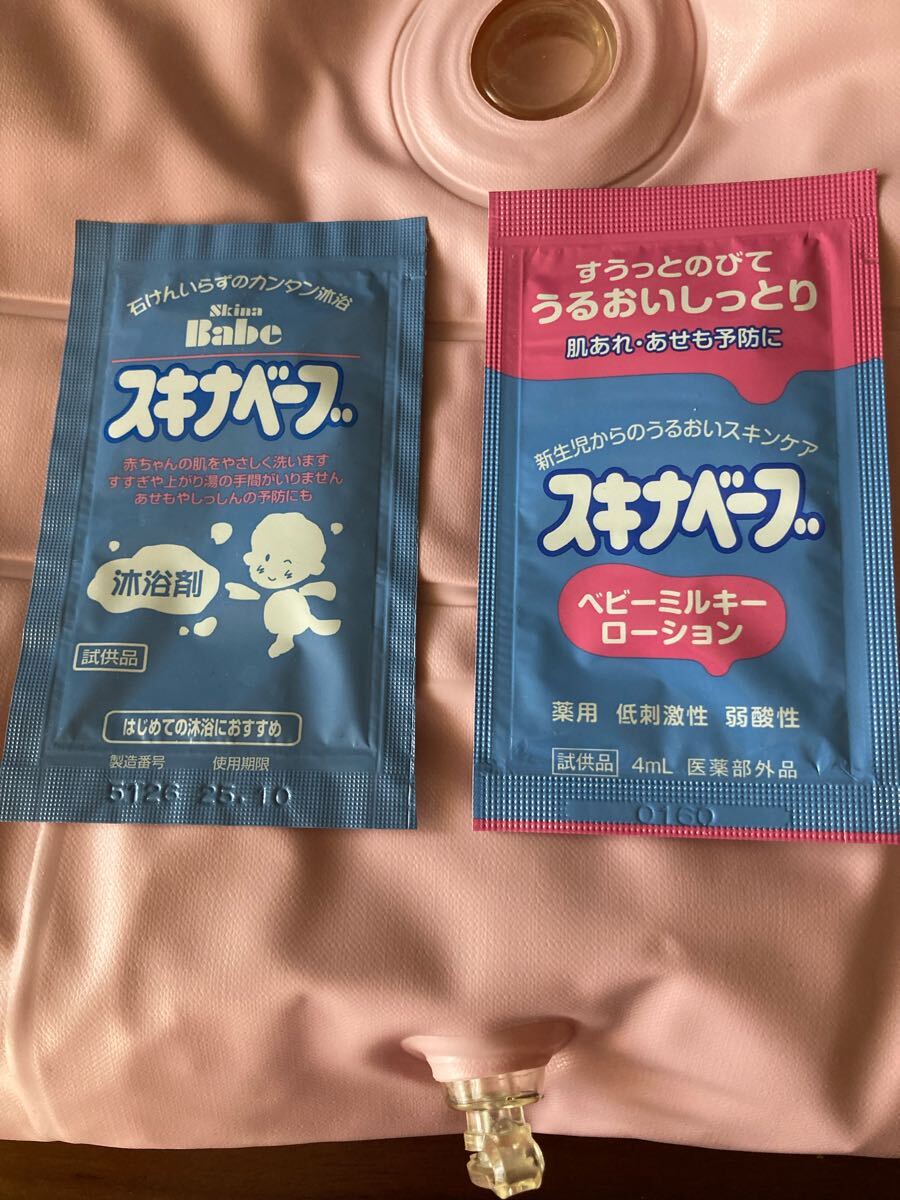 石けんいらずのカンタン沐浴
Skina
Babe
スキナベーブ
赤ちゃんの肌をやさしく洗います
すすぎや上がり湯の手間がいりません
あせもやしっしんの予防にも
沐浴剤
試供品
はじめての沐浴におすすめ
製造番号 使用期限
5126 25.10
すうっとのびて
うるおいしっとり
肌あれ・あせも予防に
新生児からのうるおいスキンケア
スキナベーブ
ベビーミルキー
ローション
薬用 低刺激性 弱酸性
試供品 4mL 医薬部外品
0160